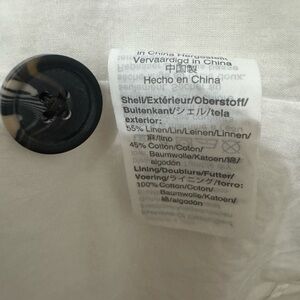 in China Hergestellt
Vervaardigd in China
中国製
Hecho en China
Shell/Extérieur/Oberstoff/
Buitenkant/シェル/tela
exterior:
55% Linen/Lin/Leinen/Linnen/
麻/lino
45% Cotton/Coton/
Baumwolle/Katoen/綿/
algodón
Lining/Doublure/Futter/
Voering/ライニング/forro:
100% Cotton/Coton/
Baumwolle/Katoen/綿
/algodón